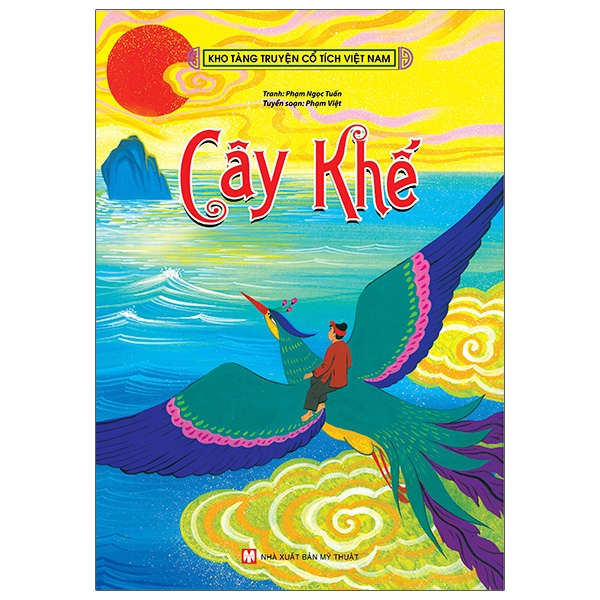 KHO TÀNG TRUYỆN CỔ TÍCH VIỆT NAM
Tranh: Phạm Ngọc Tuấn
Tuyển soạn: Phạm Việt
Cây Khế
NHÀ XUẤT BẢN MỸ THUẬT